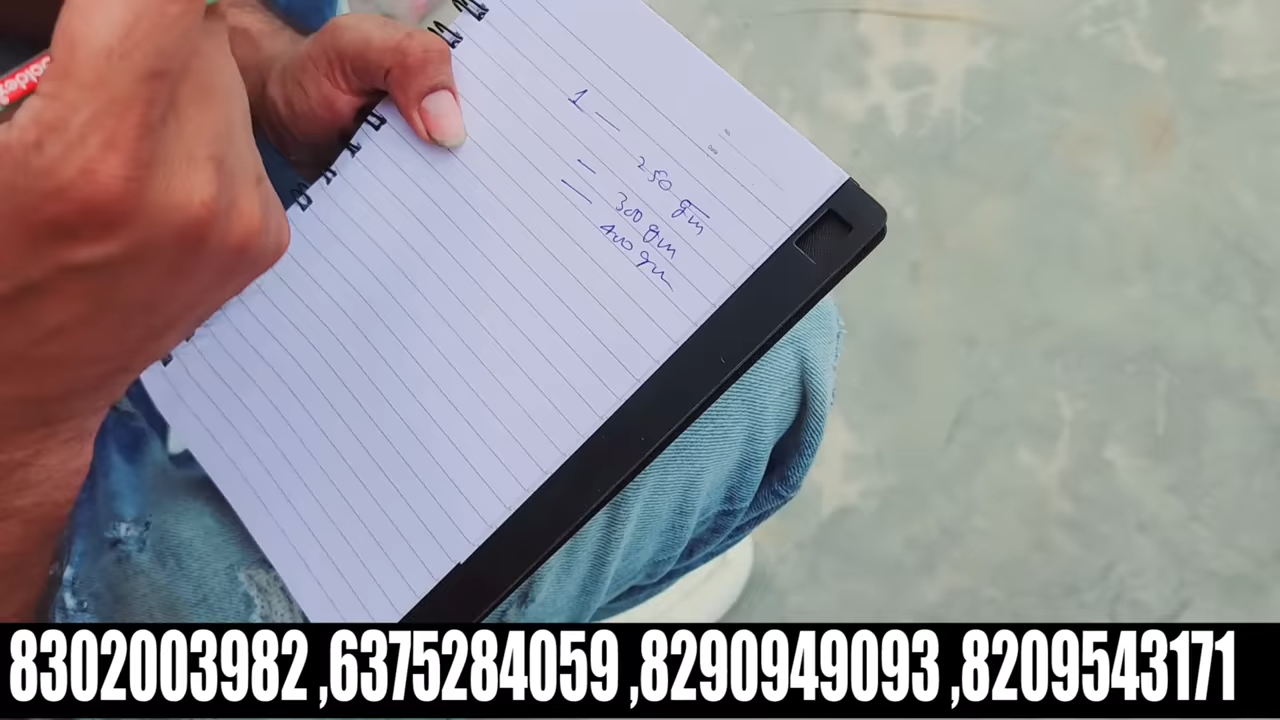 1 — 250 gm
— 300 gm
— 400 gm
8302003982 ,6375284059 ,8290949093 ,8209543171